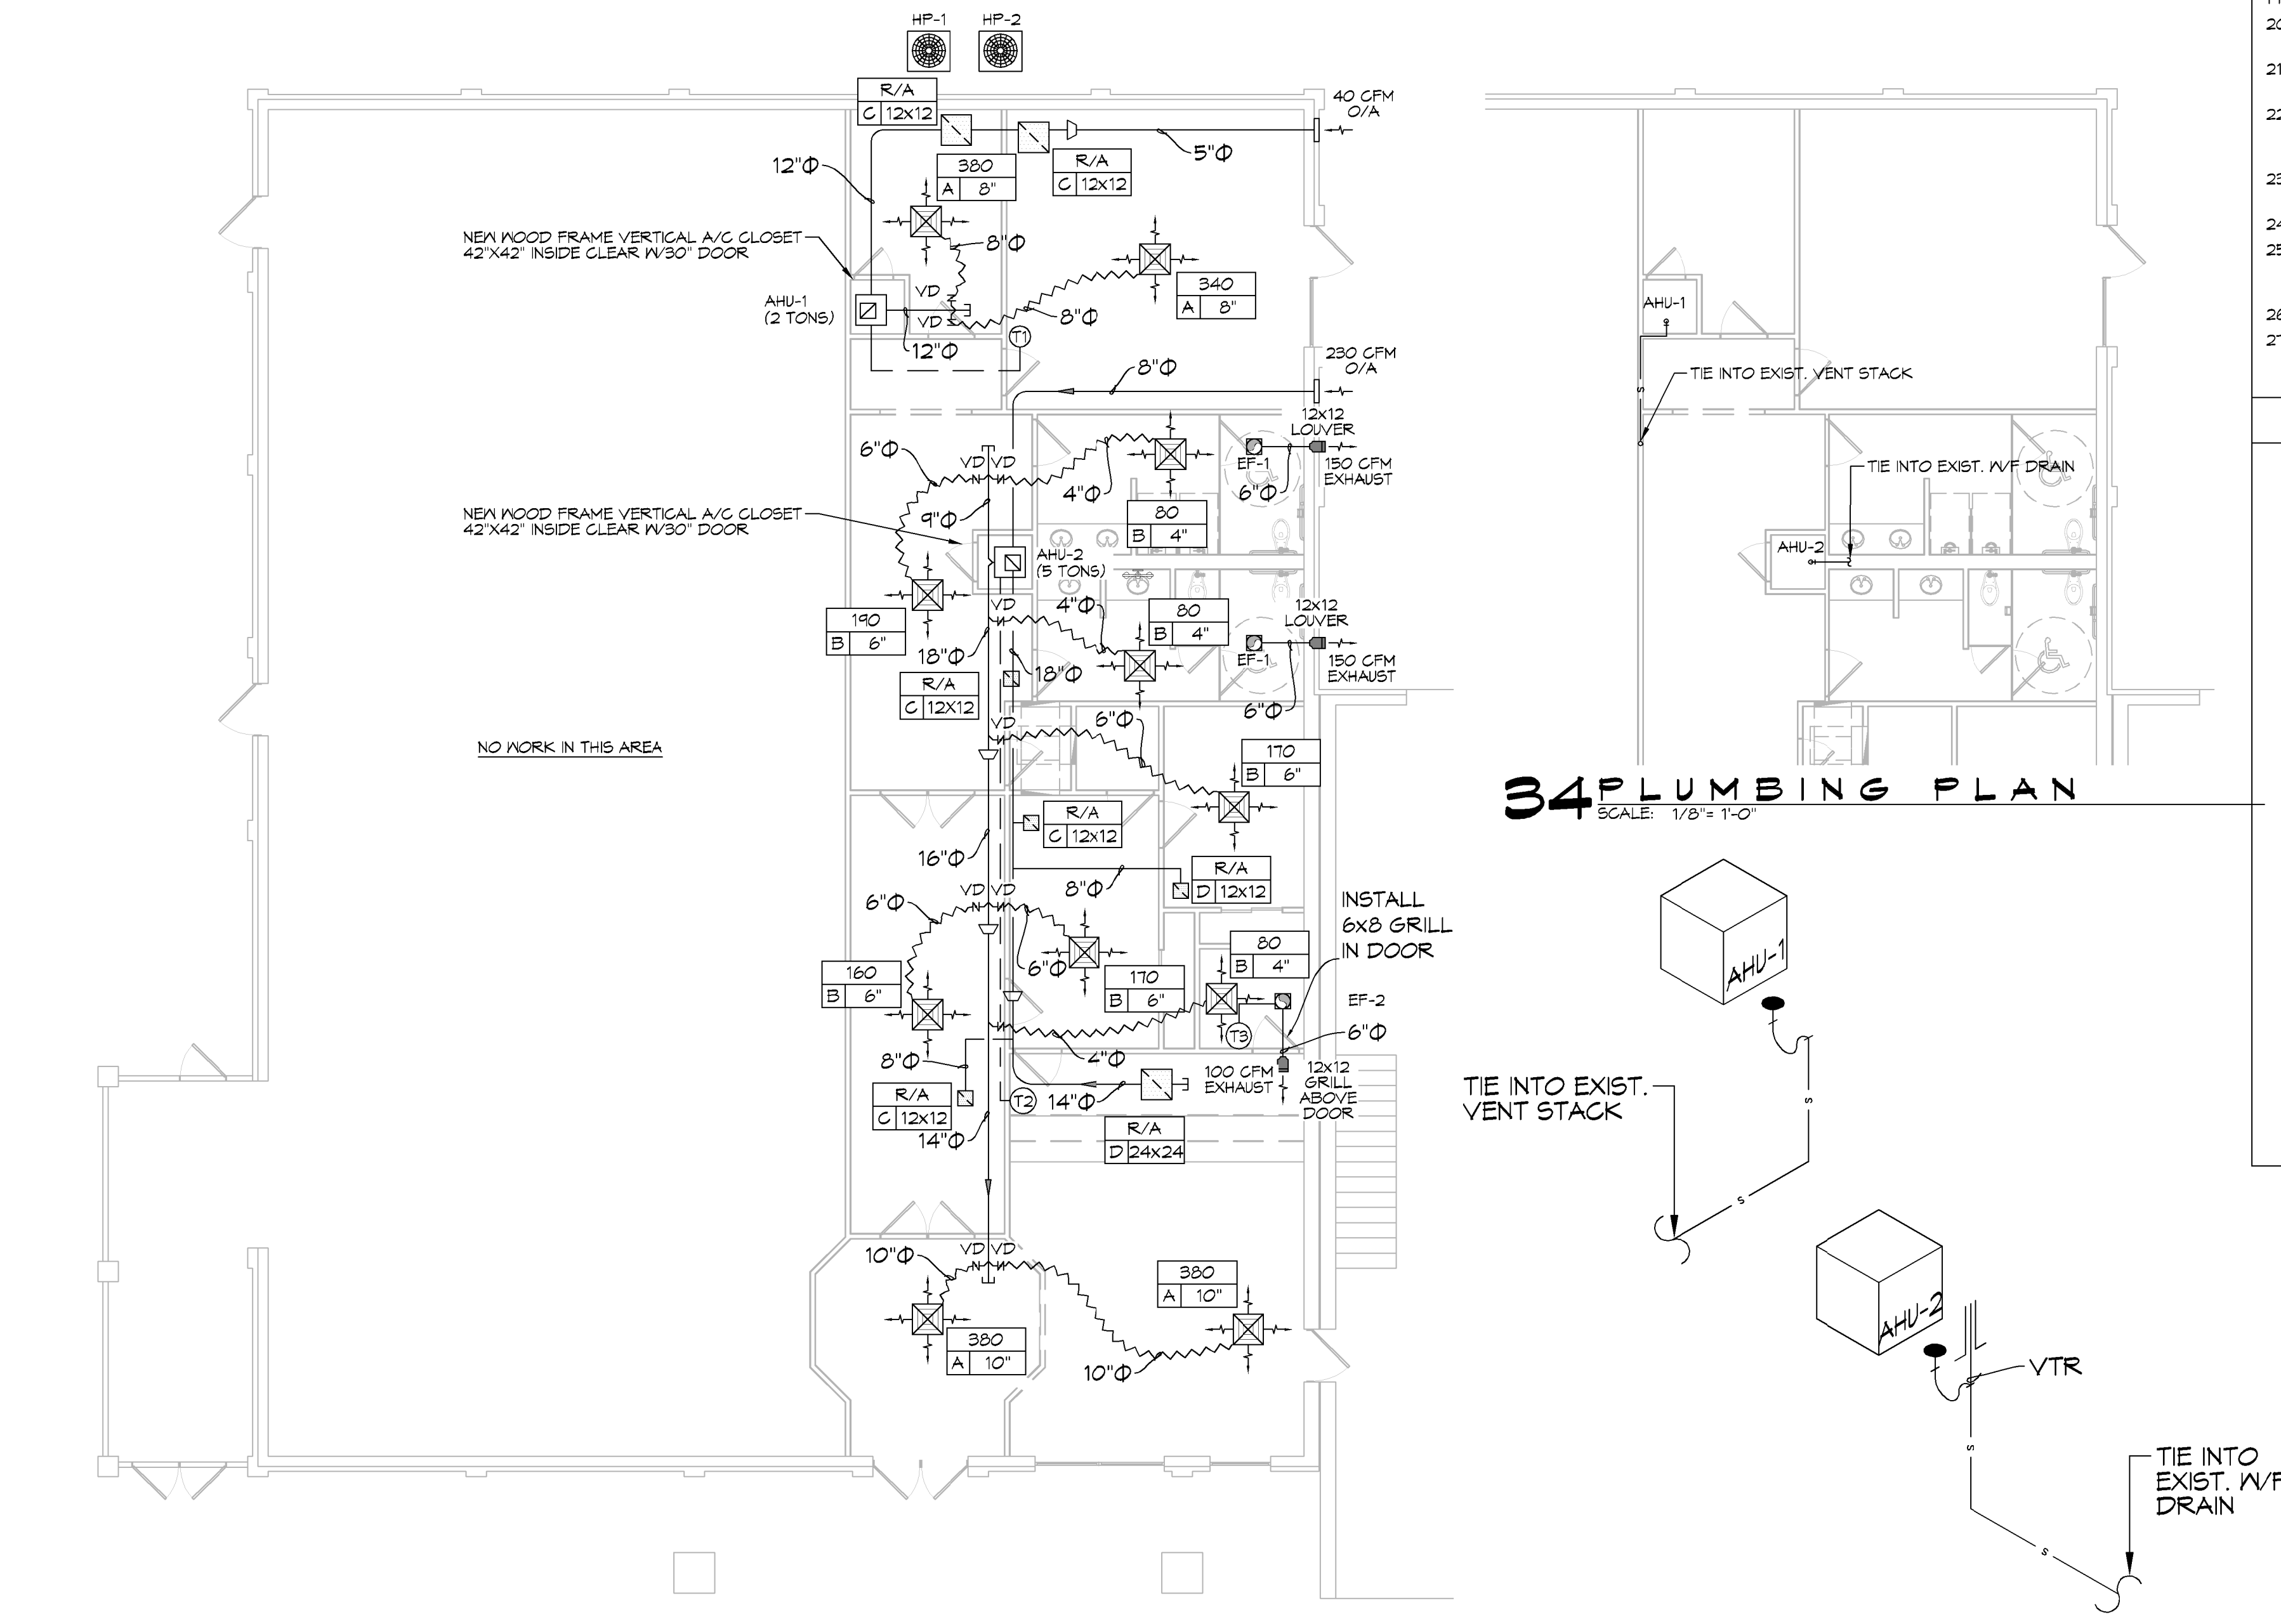 HP-1
HP-2
R/A
C 12x12
40 CFM
O/A
12"Φ
380
A 8"
R/A
C 12x12
5"Φ
NEW WOOD FRAME VERTICAL A/C CLOSET
42"X42" INSIDE CLEAR W/30" DOOR
8"Φ
340
A 8"
AHU-1
(2 TONS)
VD
VD
8"Φ
12"Φ
T1
230 CFM
O/A
8"Φ
12x12
LOUVER
6"Φ
VD VD
4"Φ
EF-1
6"Φ
150 CFM
EXHAUST
NEW WOOD FRAME VERTICAL A/C CLOSET
42"X42" INSIDE CLEAR W/30" DOOR
9"Φ
80
B 4"
AHU-2
(5 TONS)
190
B 6"
VD
4"Φ
80
B 4"
12x12
LOUVER
18"Φ
18"Φ
EF-1
150 CFM
EXHAUST
R/A
C 12X12
6"Φ
VD
6"Φ
NO WORK IN THIS AREA
170
B 6"
R/A
C 12x12
16"Φ
R/A
D 12x12
8"Φ
6"Φ
VD VD
INSTALL
6x8 GRILL
IN DOOR
160
B 6"
6"Φ
170
B 6"
80
B 4"
EF-2
T3
6"Φ
8"Φ
4"Φ
100 CFM
EXHAUST
12x12
GRILL
ABOVE
DOOR
R/A
C 12x12
T2
14"Φ
14"Φ
R/A
D 24x24
10"Φ
VD VD
380
A 10"
380
A 10"
10"Φ
AHU-1
S
TIE INTO EXIST. VENT STACK
TIE INTO EXIST. W/F DRAIN
AHU-2
34 PLUMBING PLAN
SCALE: 1/8"= 1'-0"
AHU-1
TIE INTO EXIST.
VENT STACK
S
S
AHU-2
VTR
S
TIE INTO
EXIST. W/F
DRAIN
S
20
21
22
23
24
25
26
27